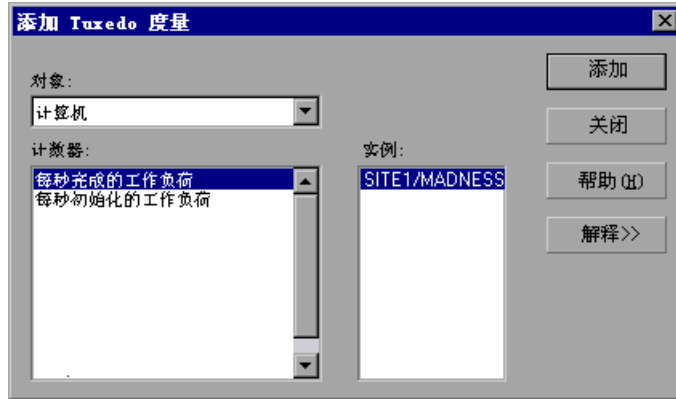 添加 Tuxedo 度量
对象:
计算机
计数器:
每秒完成的工作负荷
每秒初始化的工作负荷
实例:
SITE1/MADNESS
添加
关闭
帮助(H)
解释>>